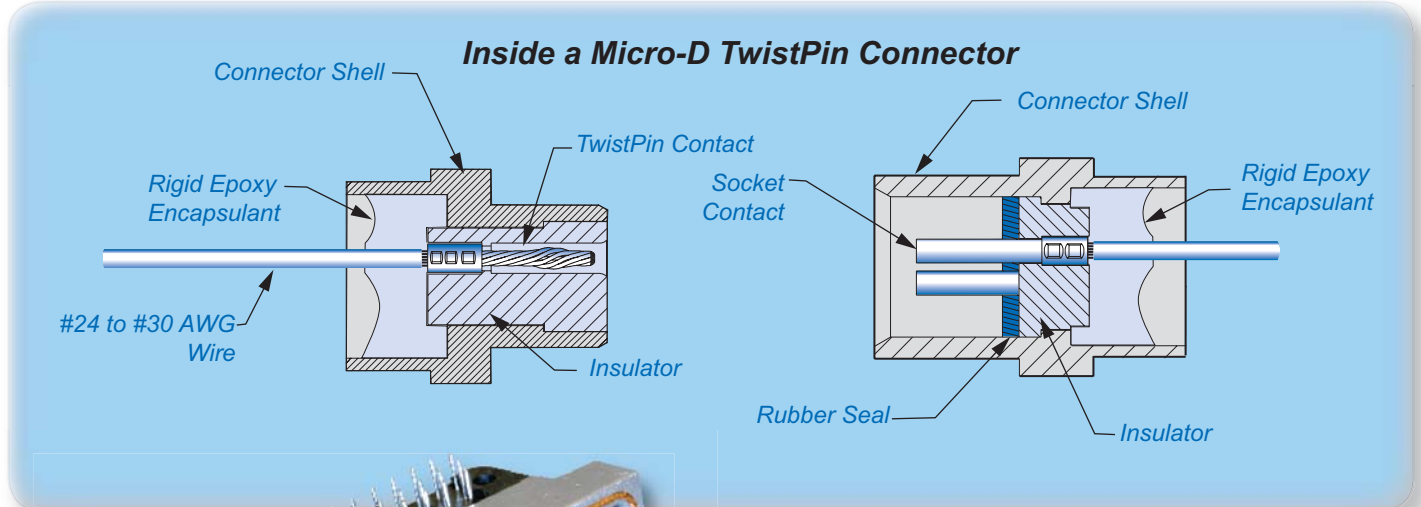 Inside a Micro-D TwistPin Connector
Connector Shell
TwistPin Contact
Rigid Epoxy
Encapsulant
#24 to #30 AWG
Wire
Insulator
Connector Shell
Socket
Contact
Rigid Epoxy
Encapsulant
Rubber Seal
Insulator